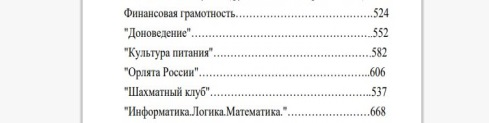 Финансовая грамотность……………………………………524
"Доноведение"………………………………………………552
"Культура питания"…………………………………………582
"Орлята России"……………………………………………..606
"Шахматный клуб"…………………………………………..537
"Информатика.Логика.Математика."……………………668